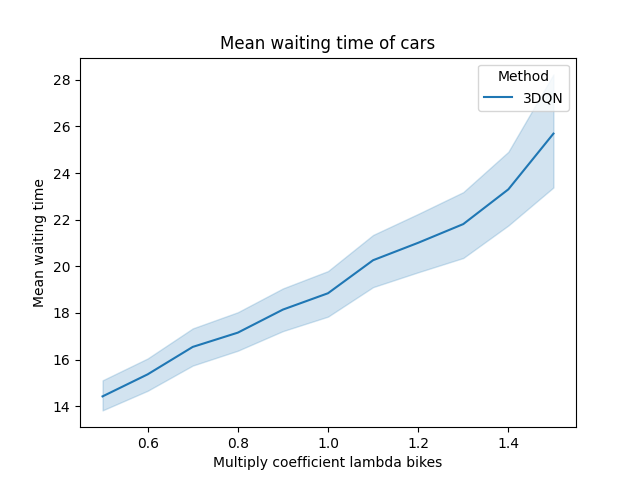 Mean waiting time of cars
Method
3DQN
Mean waiting time
28
26
24
22
20
18
16
14
0.6
0.8
1.0
1.2
1.4
Multiply coefficient lambda bikes